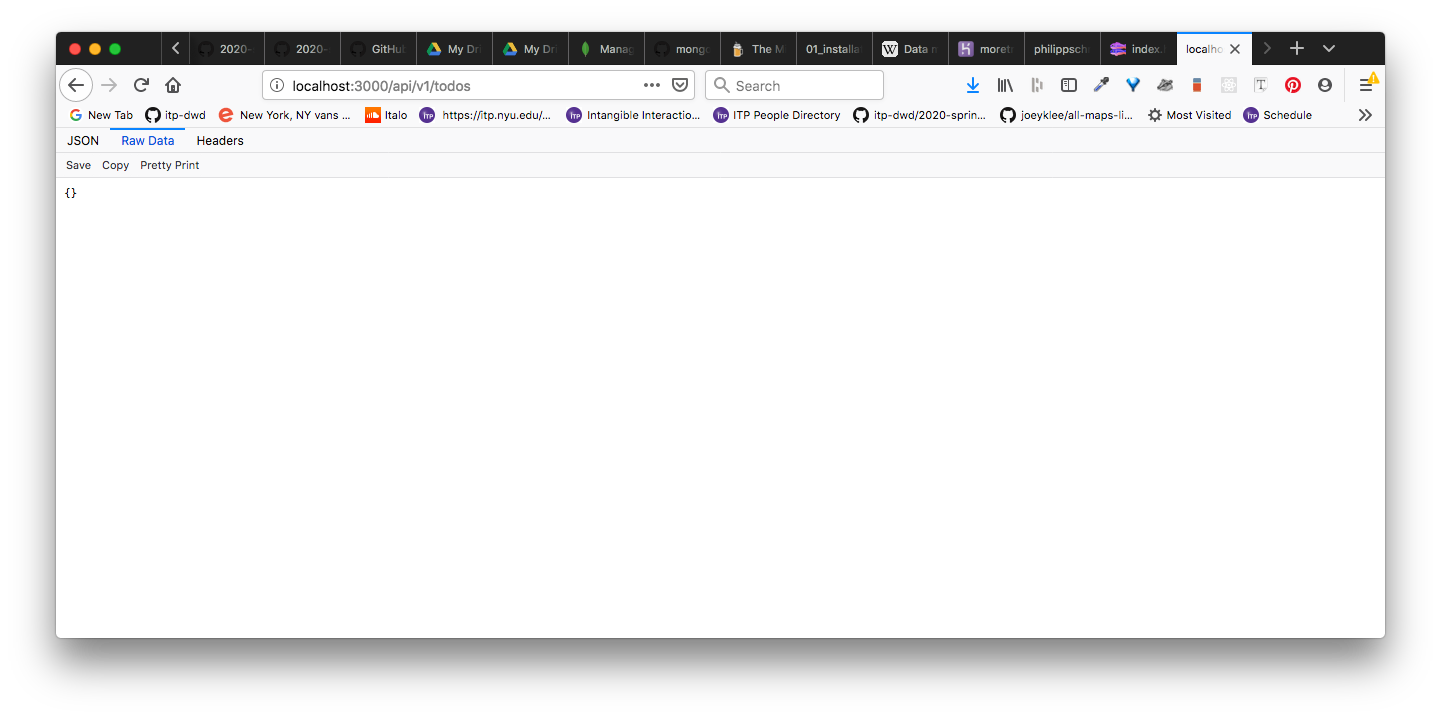 2020- 2020- GitHub My Dri My Dri Manag mongo The M 01_installa Data m moretr philippsch index. localho
localhost:3000/api/v1/todos Search
New Tab itp-dwd New York, NY vans ... Italo https://itp.nyu.edu/... Intangible Interactio... ITP People Directory itp-dwd/2020-sprin... joeyklee/all-maps-li... Most Visited Schedule
JSON Raw Data Headers
Save Copy Pretty Print
{}